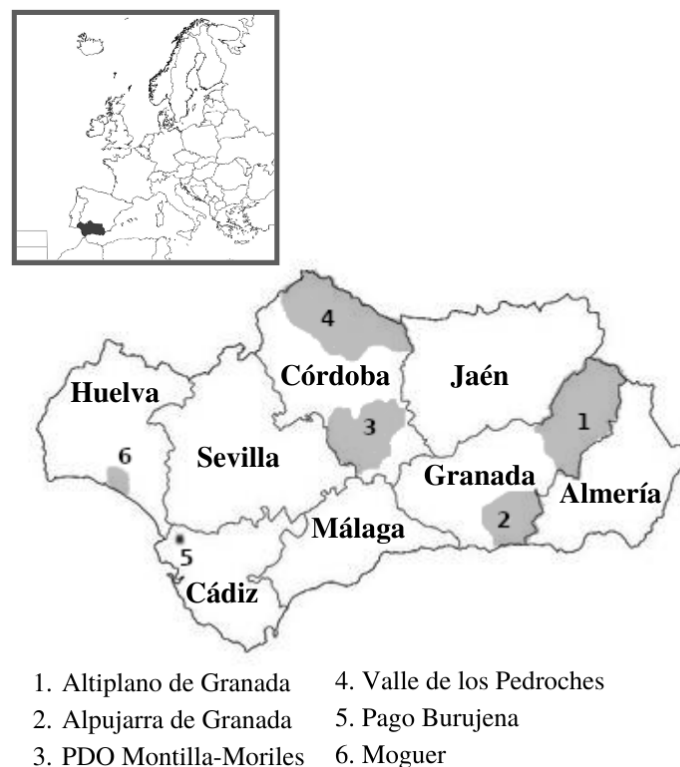 4
Córdoba
Jaén
Huelva
1
3
6
Sevilla
Granada
Almería
2
Málaga
5
Cádiz
1. Altiplano de Granada
2. Alpujarra de Granada
3. PDO Montilla-Moriles
4. Valle de los Pedroches
5. Pago Burujena
6. Moguer